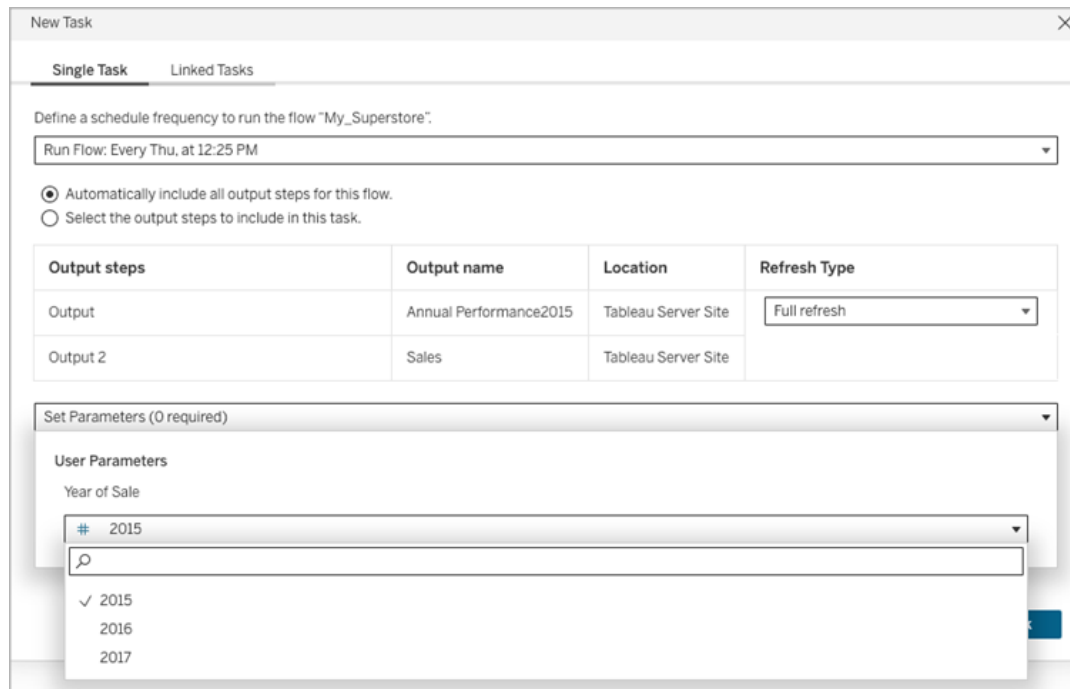 New Task
Single Task Linked Tasks
Define a schedule frequency to run the flow "My_Superstore".
Run Flow: Every Thu, at 12:25 PM
Automatically include all output steps for this flow.
Select the output steps to include in this task.
Output steps Output name Location Refresh Type
Output Annual Performance2015 Tableau Server Site Full refresh
Output 2 Sales Tableau Server Site
Set Parameters (0 required)
User Parameters
Year of Sale
# 2015
2015
2016
2017